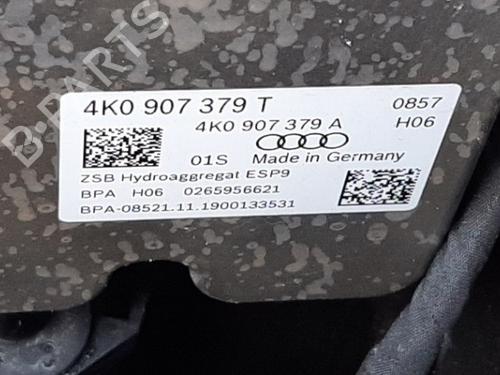 B-PARTS
4K0 907 379 T 0857
4K0 907 379 A H06
01S Made in Germany
ZSB Hydroaggregat ESP9
BPA H06 0265956621
BPA-08521.11.1900133531